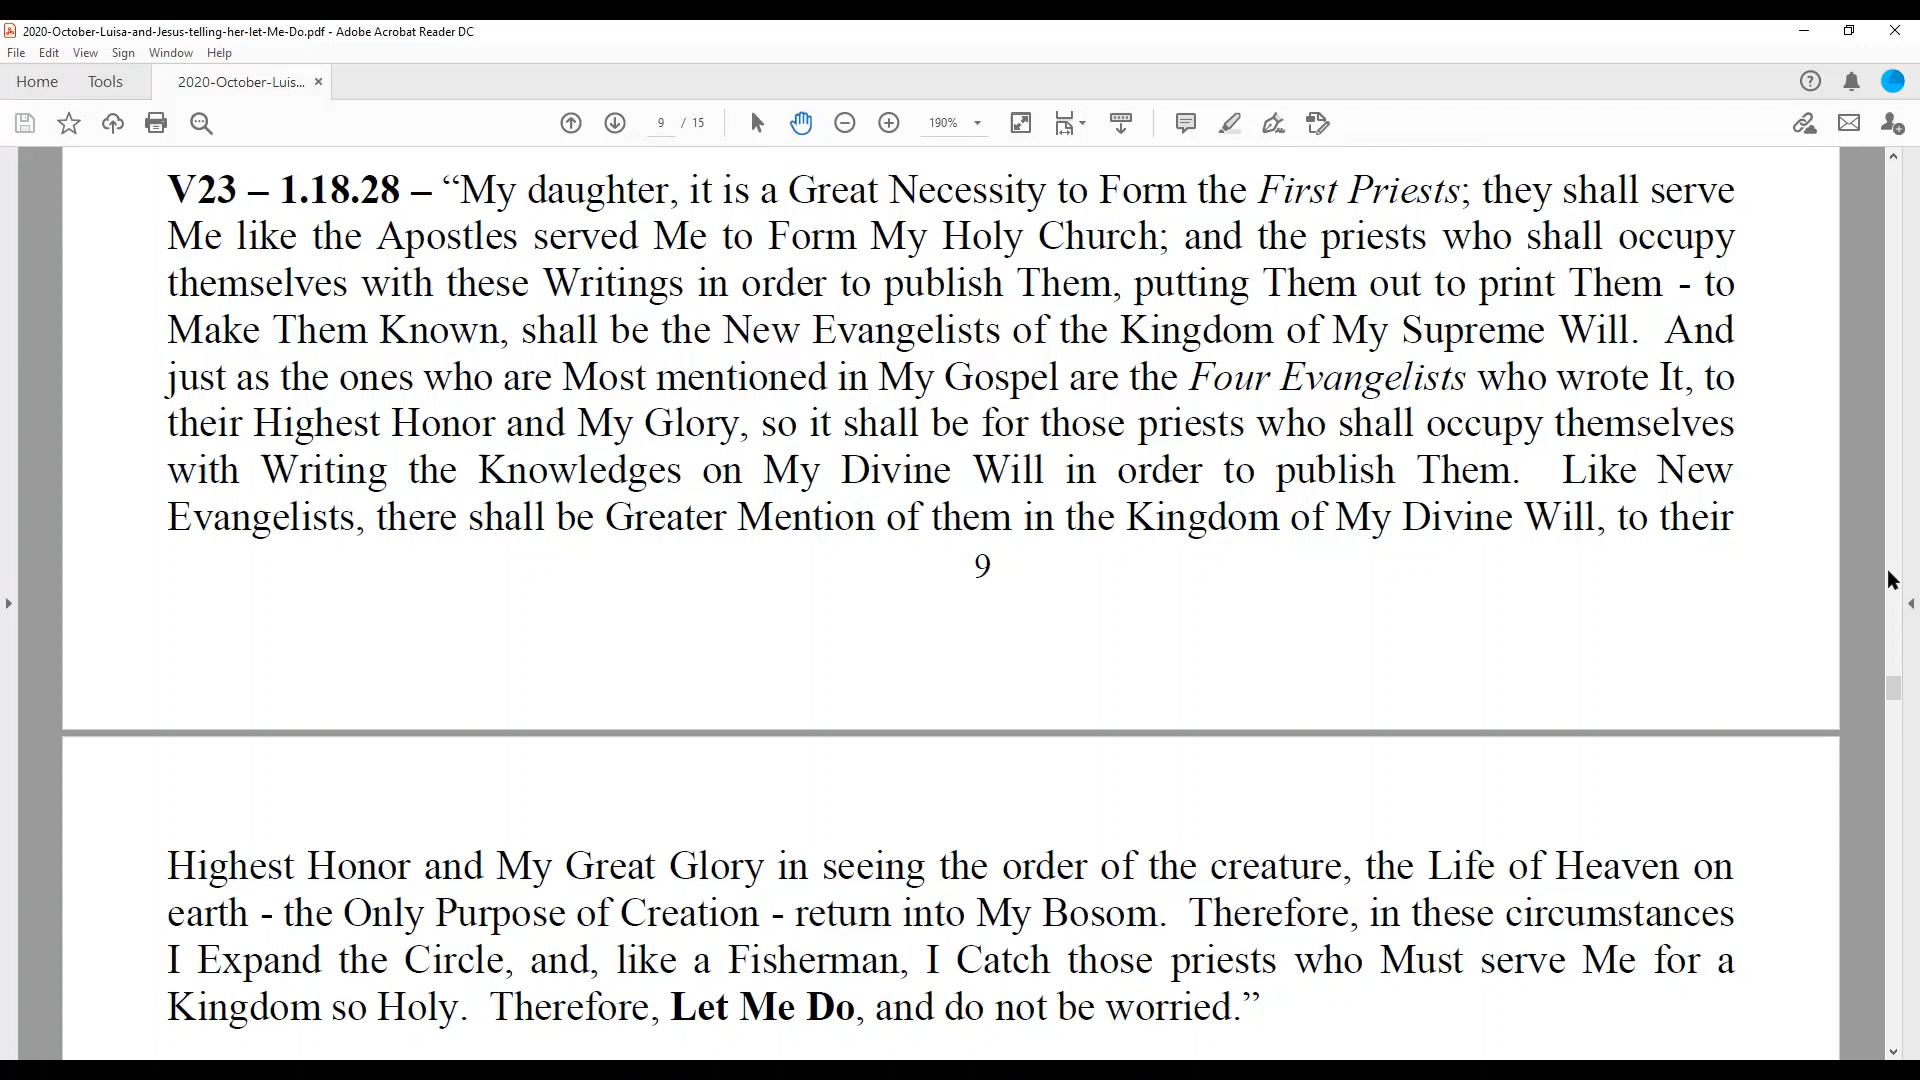 2020-October-Luisa-and-Jesus-telling-her-let-Me-Do.pdf - Adobe Acrobat Reader DC
File Edit View Sign Window Help
Home Tools 2020-October-Luis... ×
9 / 15 190%
V23 – 1.18.28 – “My daughter, it is a Great Necessity to Form the First Priests; they shall serve
Me like the Apostles served Me to Form My Holy Church; and the priests who shall occupy
themselves with these Writings in order to publish Them, putting Them out to print Them - to
Make Them Known, shall be the New Evangelists of the Kingdom of My Supreme Will. And
just as the ones who are Most mentioned in My Gospel are the Four Evangelists who wrote It, to
their Highest Honor and My Glory, so it shall be for those priests who shall occupy themselves
with Writing the Knowledges on My Divine Will in order to publish Them. Like New
Evangelists, there shall be Greater Mention of them in the Kingdom of My Divine Will, to their
9
Highest Honor and My Great Glory in seeing the order of the creature, the Life of Heaven on
earth - the Only Purpose of Creation - return into My Bosom. Therefore, in these circumstances
I Expand the Circle, and, like a Fisherman, I Catch those priests who Must serve Me for a
Kingdom so Holy. Therefore, Let Me Do, and do not be worried.”